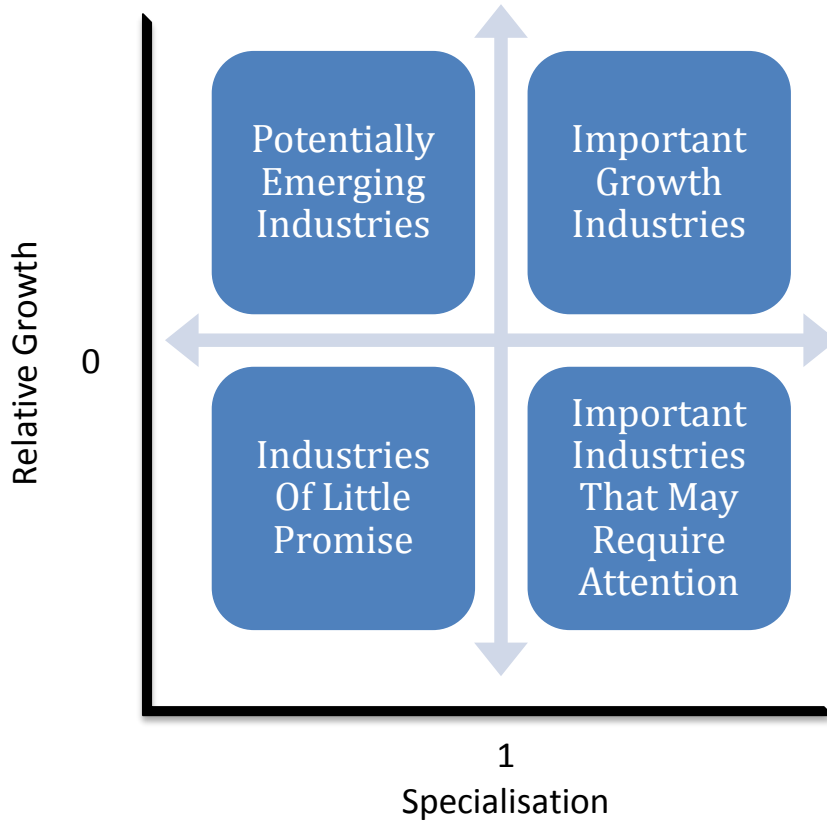 Potentially
Emerging
Industries
Important
Growth
Industries
Relative Growth
0
Industries
Of Little
Promise
Important
Industries
That May
Require
Attention
1
Specialisation